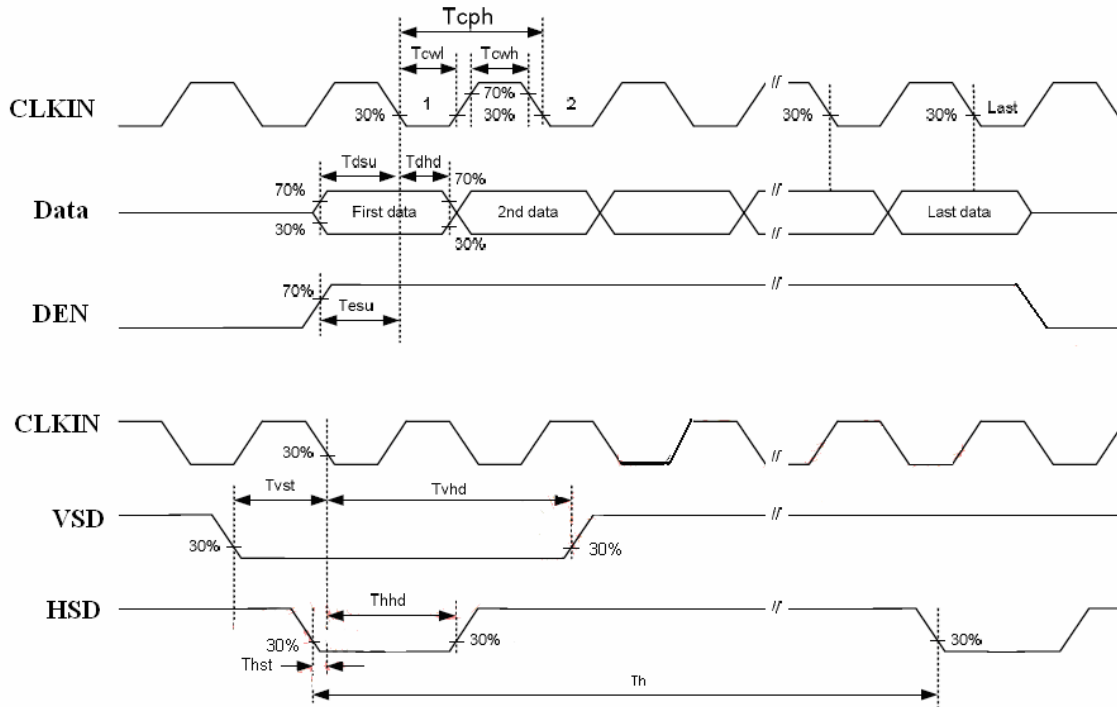 Tcph
Tcwl
Tcwh
CLKIN
30%
1
70%
30%
2
30%
30%
Last
Tdsu
Tdhd
70%
70%
Data
First data
2nd data
Last data
30%
30%
DEN
70%
Tesu
CLKIN
30%
Tvst
Tvhd
VSD
30%
30%
HSD
Thhd
30%
30%
30%
Thst
Th